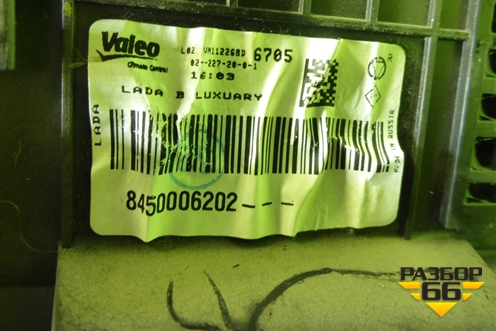 Valeo
Climate Control
L02 VM112268D 6705
02--227-20-0-1
16:03
LADA B LUXUARY
LADA
MADE IN RUSSIA
8450006202---
РАЗБОР
66